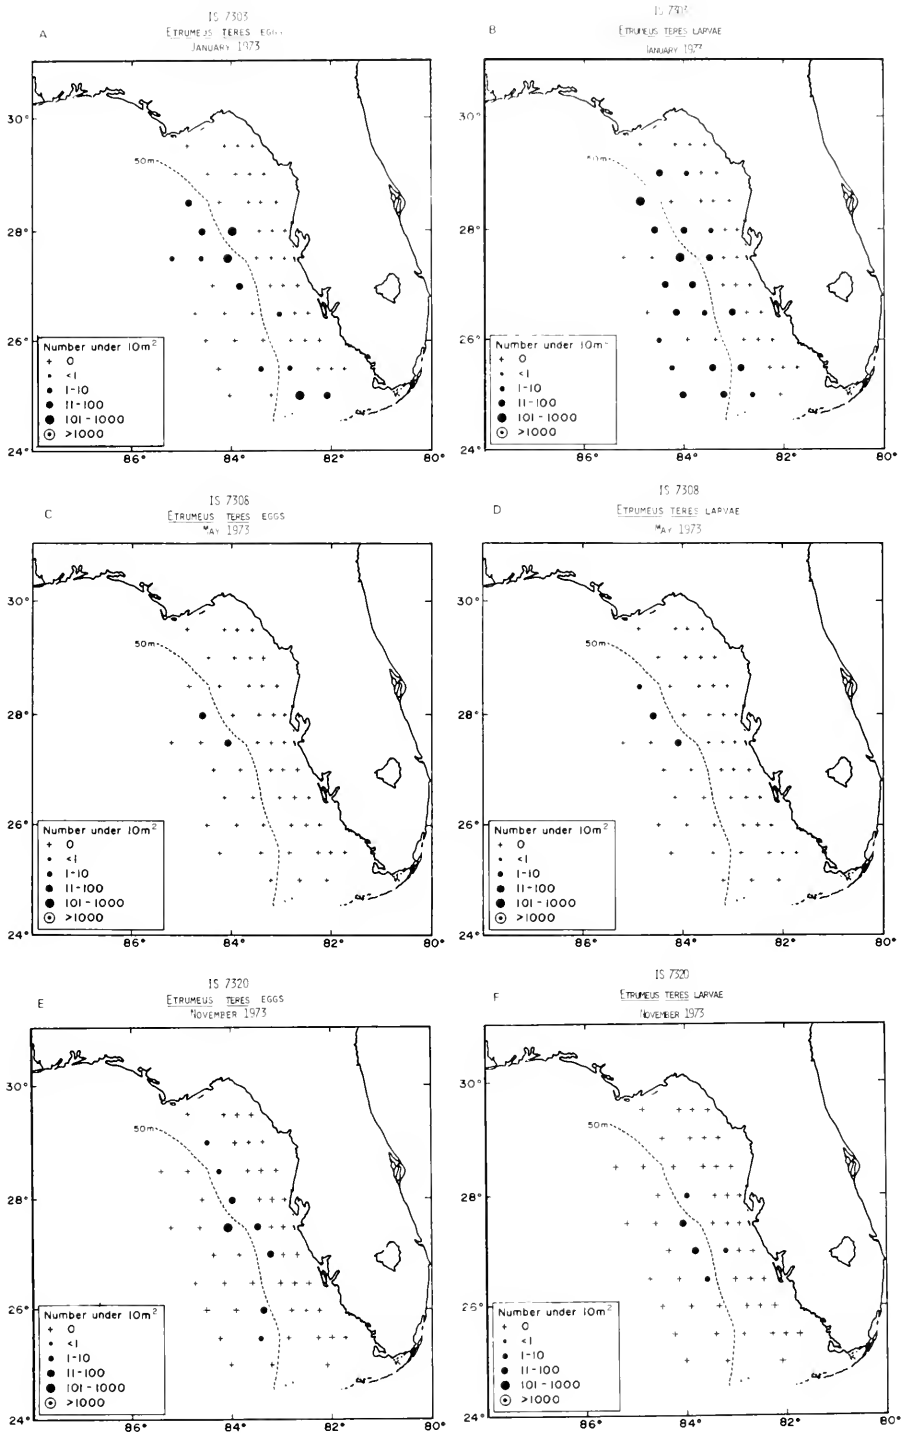 A
IS 7303
ETRUMEUS TERES
JANUARY 1973
50m
30°
28°
26°
24°
86°
84°
82°
80°
Number under 10m²
+ 0
<1
1-10
11-100
101-1000
>1000
B
IS 7303
ETRUMEUS TERES LARVAE
JANUARY
30°
28°
26°
24°
86°
84°
82°
80°
Number under 10m²
+ 0
<1
1-10
11-100
101-1000
>1000
C
IS 7308
ETRUMEUS TERES EGGS
MAY 1973
50m
30°
28°
26°
24°
86°
84°
82°
80°
Number under 10m²
+ 0
<1
1-10
11-100
101-1000
>1000
D
IS 7308
ETRUMEUS TERES LARVAE
MAY 1973
50m
30°
28°
26°
24°
86°
84°
82°
80°
Number under 10m²
+ 0
<1
1-10
11-100
101-1000
>1000
E
IS 7320
ETRUMEUS TERES EGGS
NOVEMBER 1973
50m
30°
28°
26°
24°
86°
84°
82°
80°
Number under 10m²
+ 0
<1
1-10
11-100
101-1000
>1000
F
IS 7320
ETRUMEUS TERES LARVAE
NOVEMBER 1973
50m
30°
28°
26°
24°
86°
84°
82°
80°
Number under 10m²
+ 0
<1
1-10
11-100
101-1000
>1000